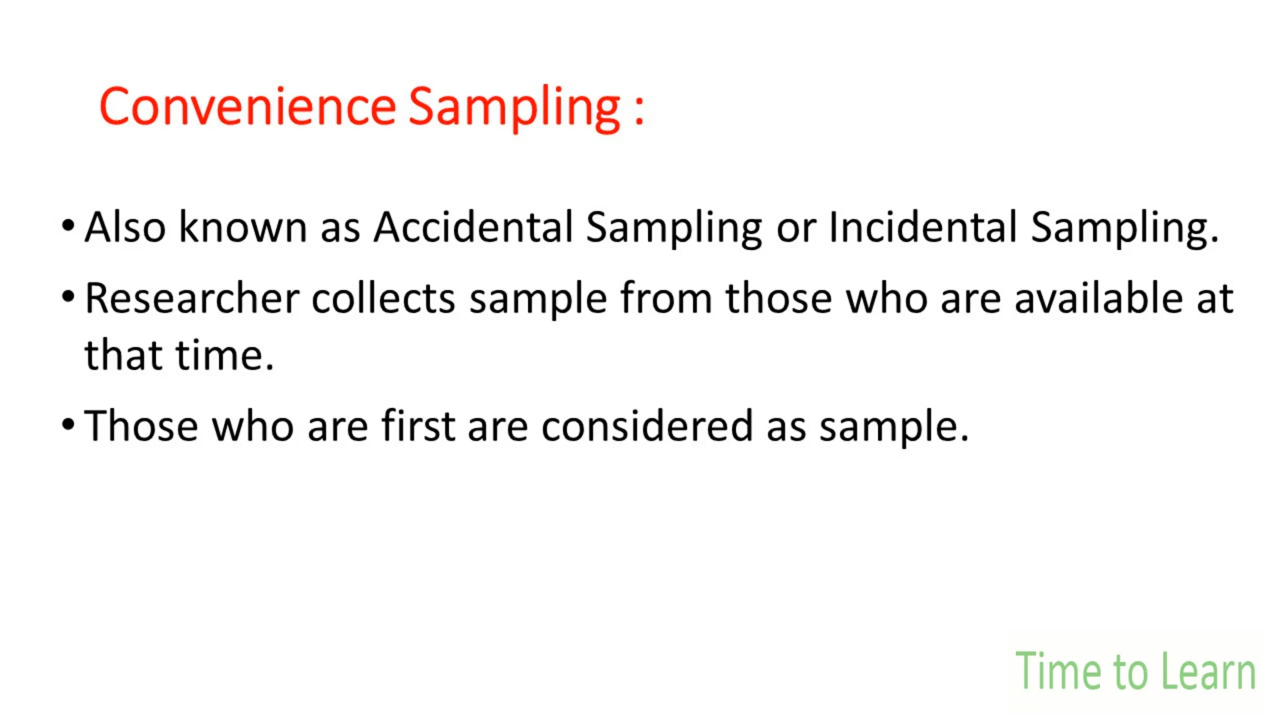 Convenience Sampling :
• Also known as Accidental Sampling or Incidental Sampling.
• Researcher collects sample from those who are available at
that time.
• Those who are first are considered as sample.
Time to Learn